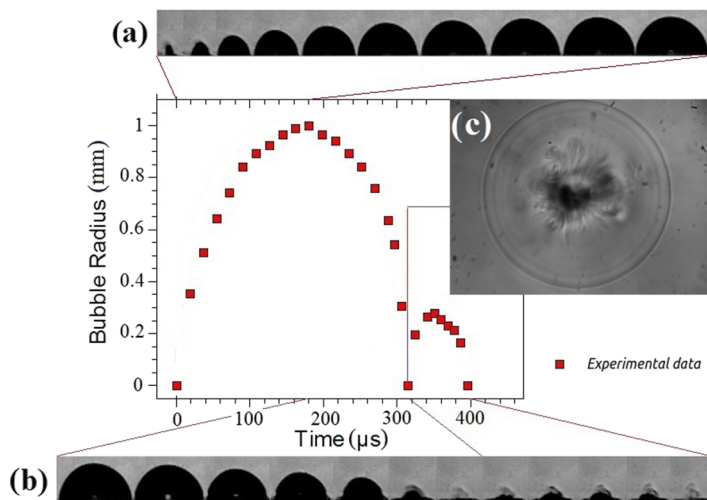 (a)
(c)
1
0.8
0.6
0.4
0.2
0
Bubble Radius (mm)
0 100 200 300 400
Time (µs)
Experimental data
(b)